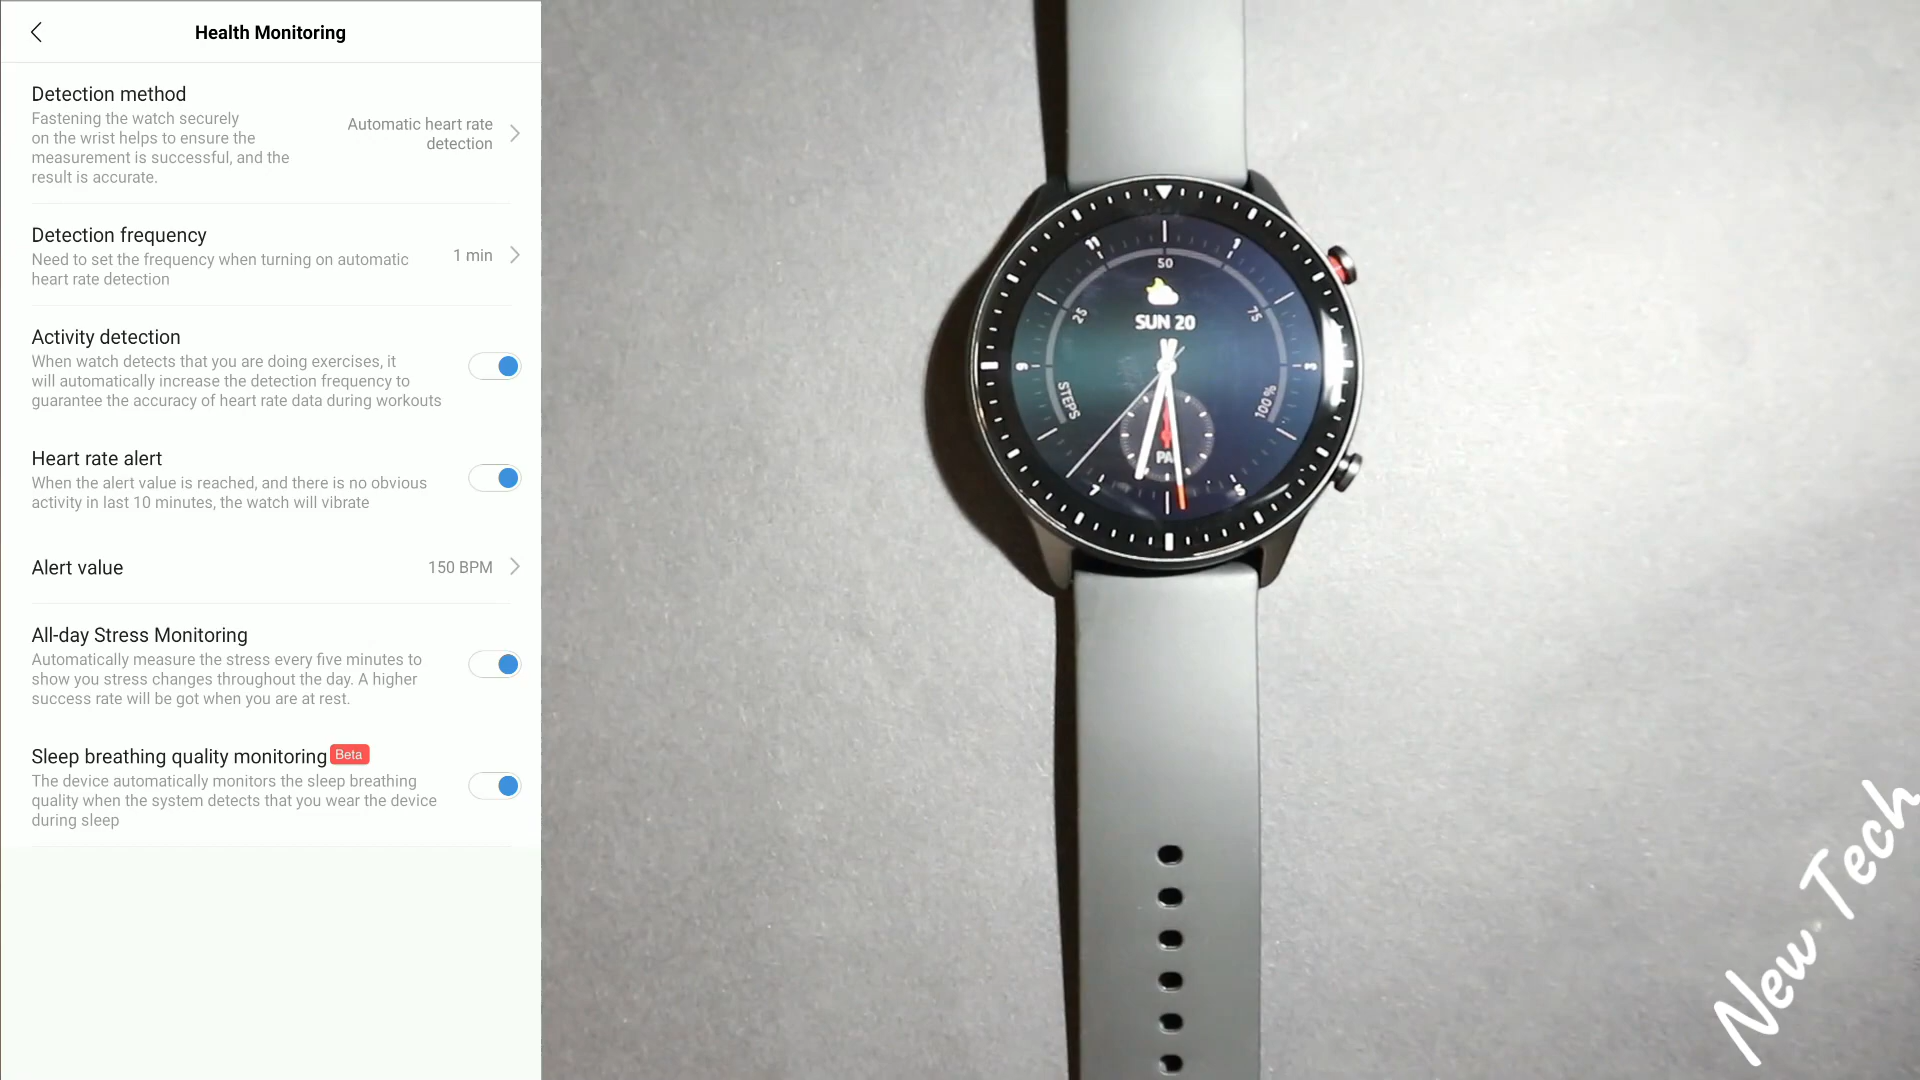 Health Monitoring
Detection method
Fastening the watch securely
on the wrist helps to ensure the
measurement is successful, and the
result is accurate.
Automatic heart rate
detection
Detection frequency
Need to set the frequency when turning on automatic
heart rate detection
1 min
Activity detection
When watch detects that you are doing exercises, it
will automatically increase the detection frequency to
guarantee the accuracy of heart rate data during workouts
Heart rate alert
When the alert value is reached, and there is no obvious
activity in last 10 minutes, the watch will vibrate
Alert value
150 BPM
All-day Stress Monitoring
Automatically measure the stress every five minutes to
show you stress changes throughout the day. A higher
success rate will be got when you are at rest.
Sleep breathing quality monitoring Beta
The device automatically monitors the sleep breathing
quality when the system detects that you wear the device
during sleep
11
1
50
25
75
SUN 20
9
3
STEPS
100%
PA
7
5
New Tech